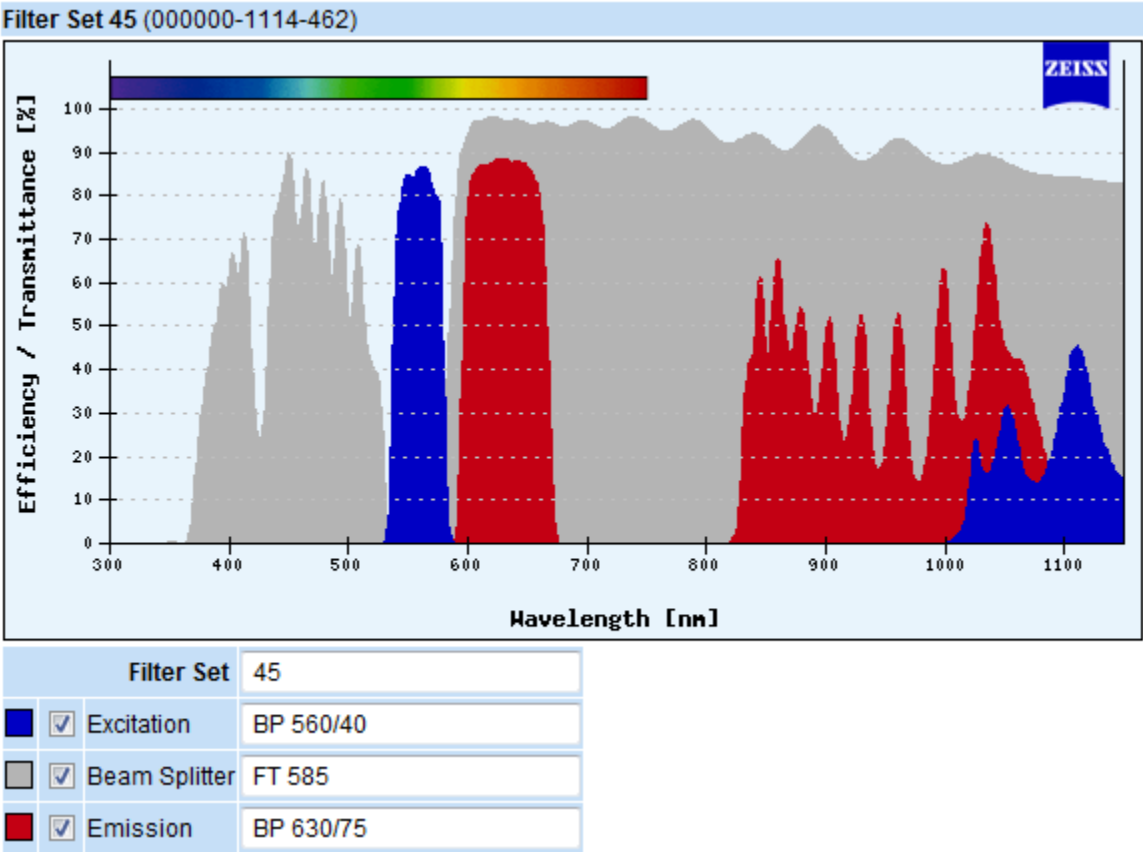 Filter Set 45 (000000-1114-462)
ZEISS
Efficiency / Transmittance [%]
100
90
80
70
60
50
40
30
20
10
0
300 400 500 600 700 800 900 1000 1100
Wavelength [nm]
Filter Set 45
Excitation BP 560/40
Beam Splitter FT 585
Emission BP 630/75